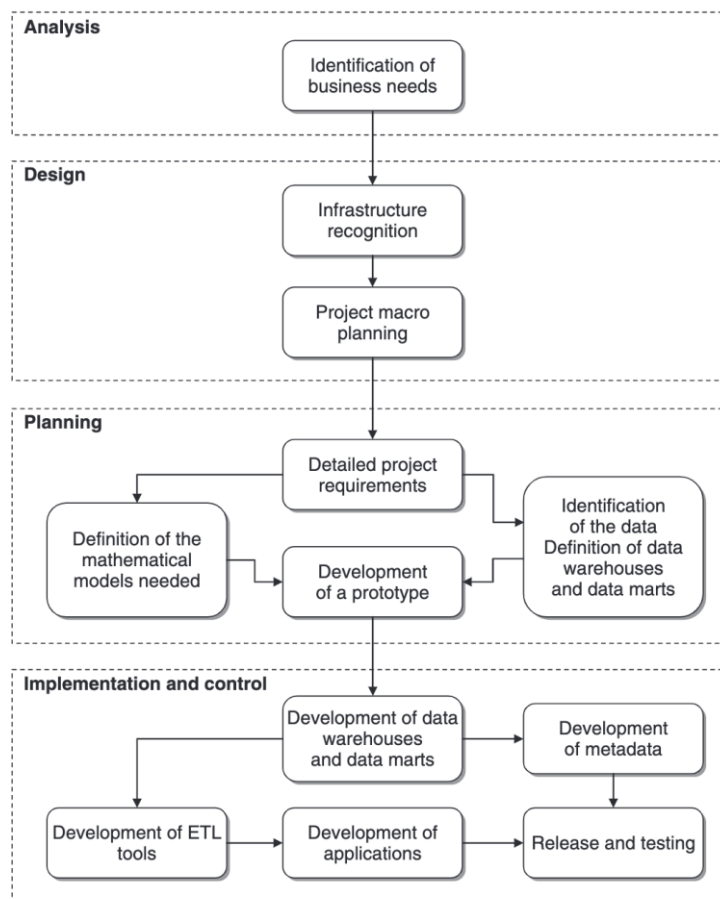 Analysis
Identification of
business needs
Design
Infrastructure
recognition
Project macro
planning
Planning
Detailed project
requirements
Definition of the
mathematical
models needed
Development
of a prototype
Identification
of the data
Definition of data
warehouses
and data marts
Implementation and control
Development of data
warehouses
and data marts
Development
of metadata
Development of ETL
tools
Development of
applications
Release and testing